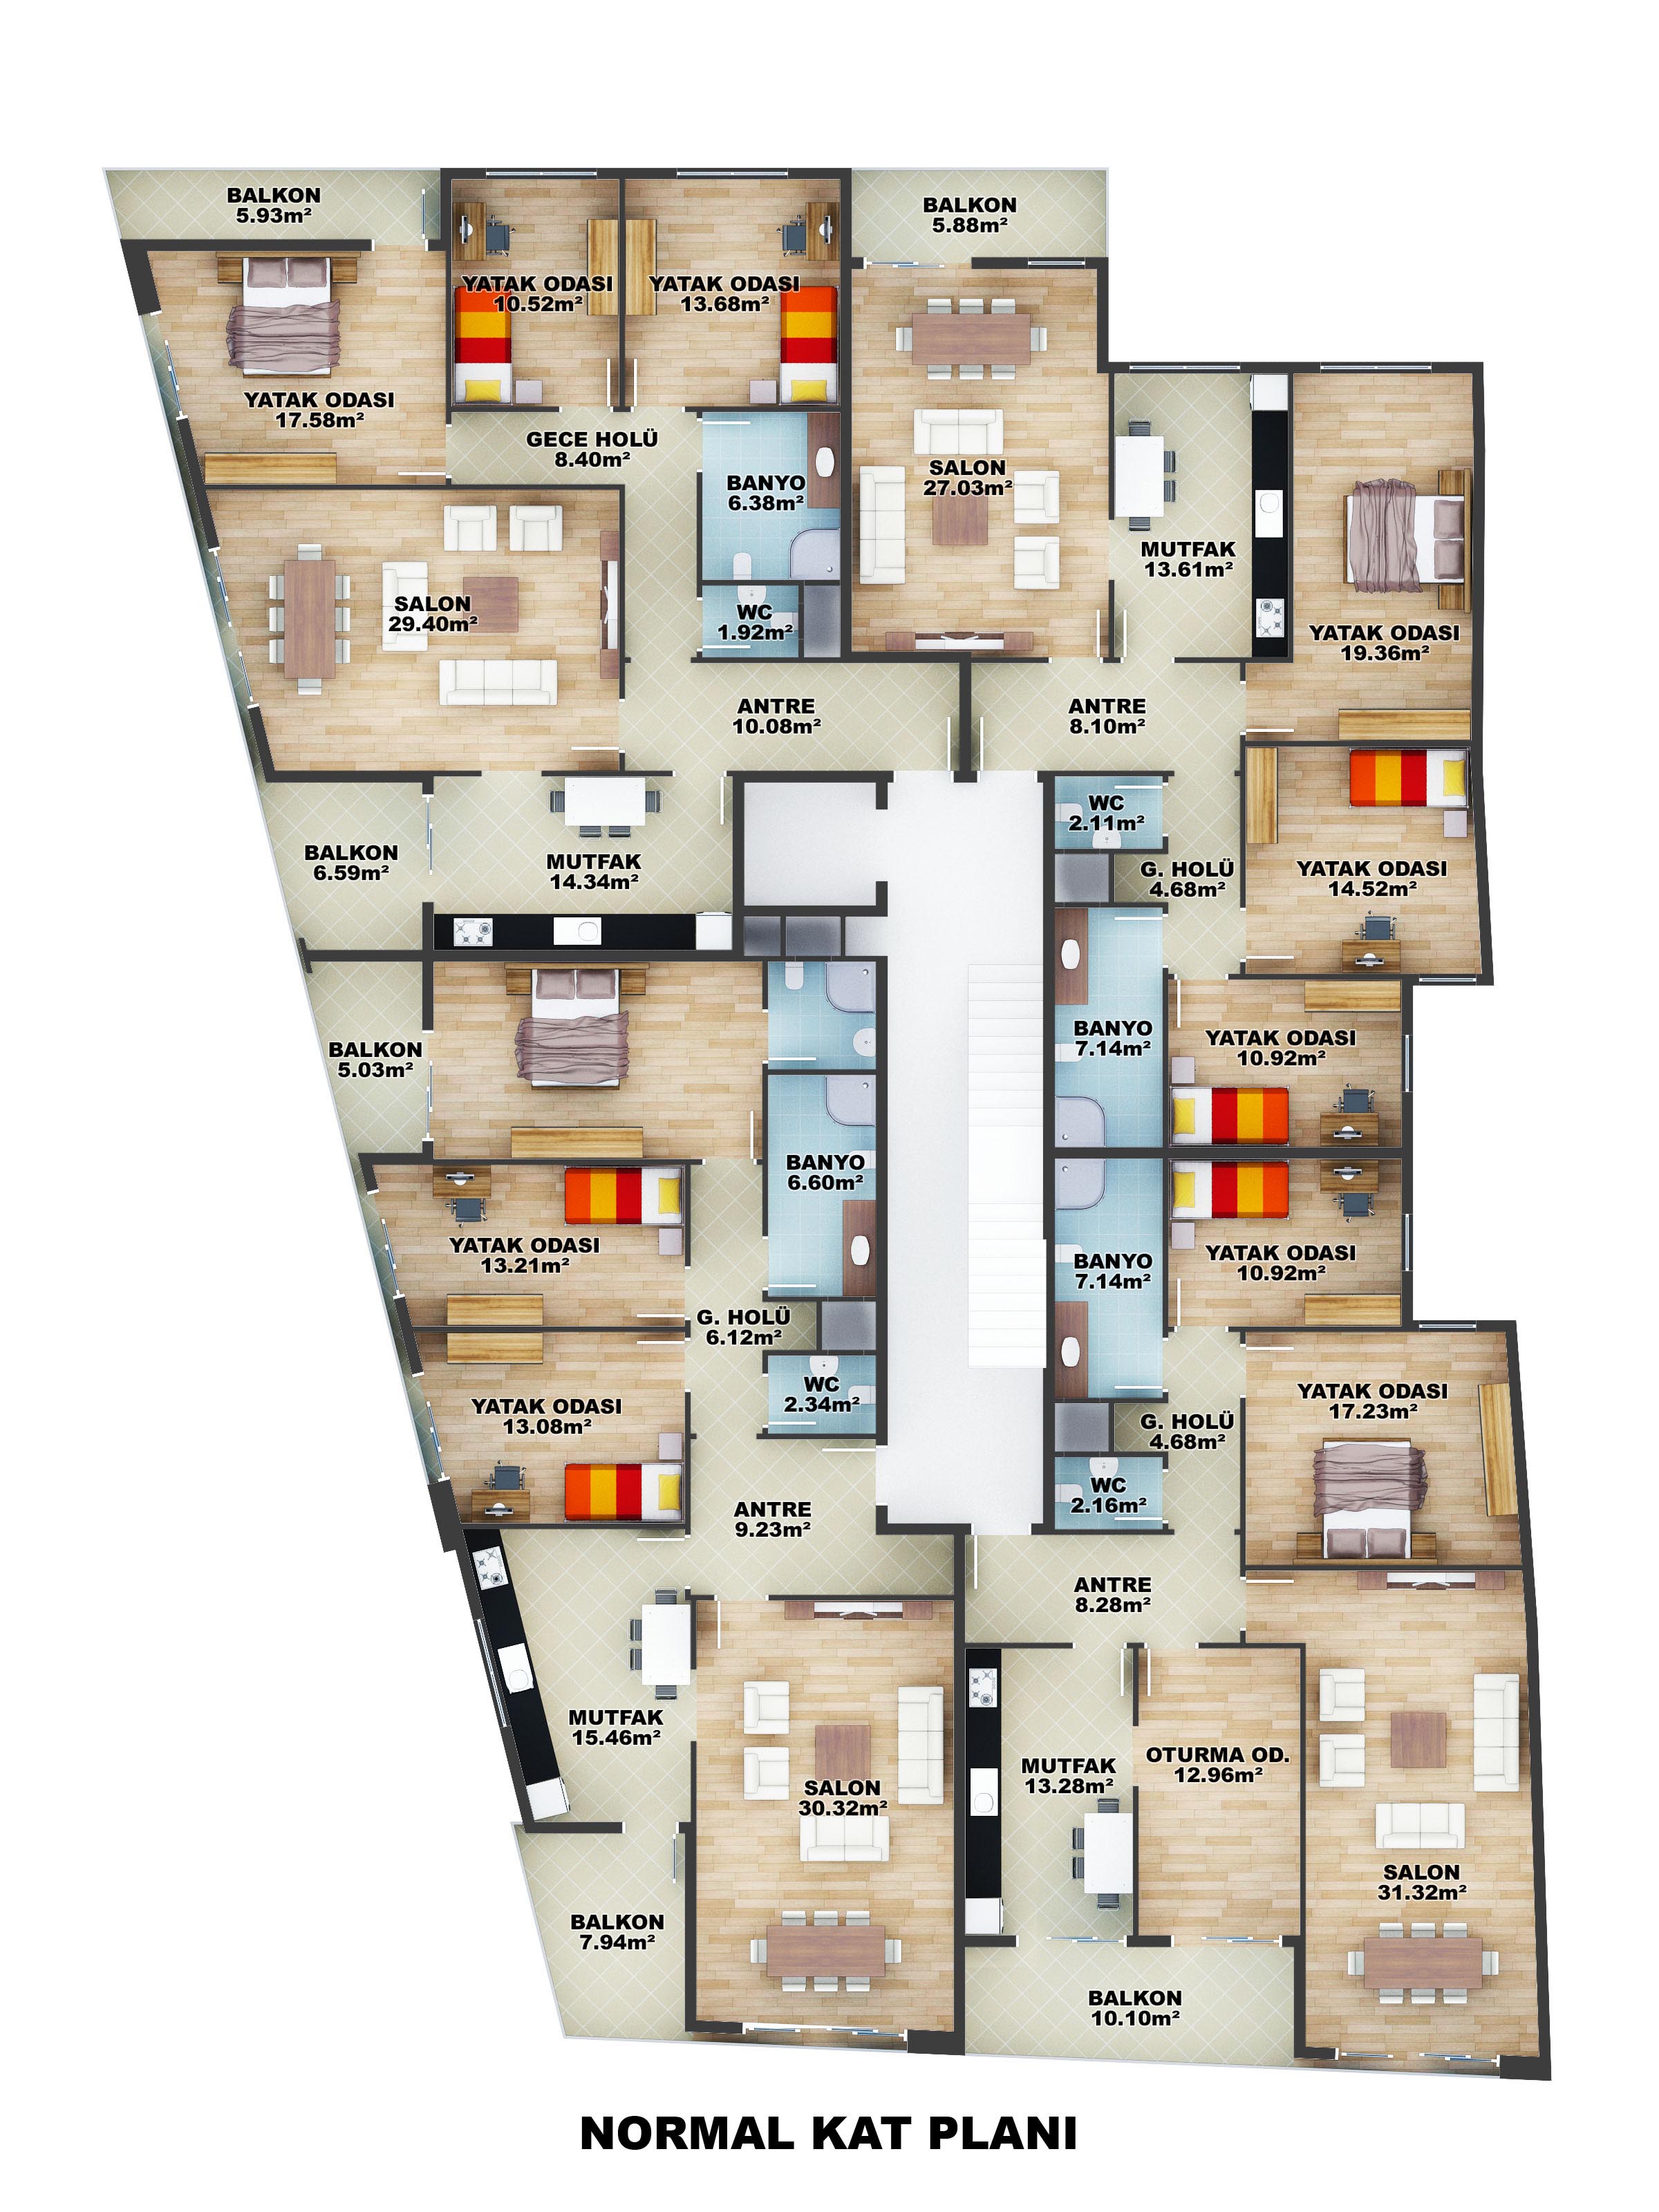 BALKON
5.93m²
YATAK ODASI
10.52m²
YATAK ODASI
13.68m²
BALKON
5.88m²
YATAK ODASI
17.58m²
GECE HOLÜ
8.40m²
BANYO
6.38m²
SALON
27.03m²
MUTFAK
13.61m²
YATAK ODASI
19.36m²
SALON
29.40m²
WC
1.92m²
ANTRE
10.08m²
ANTRE
8.10m²
BALKON
6.59m²
MUTFAK
14.34m²
WC
2.11m²
G. HOLÜ
4.68m²
YATAK ODASI
14.52m²
BALKON
5.03m²
BANYO
7.14m²
YATAK ODASI
10.92m²
BANYO
6.60m²
YATAK ODASI
13.21m²
BANYO
7.14m²
YATAK ODASI
10.92m²
G. HOLÜ
6.12m²
YATAK ODASI
13.08m²
WC
2.34m²
G. HOLÜ
4.68m²
YATAK ODASI
17.23m²
WC
2.16m²
ANTRE
9.23m²
ANTRE
8.28m²
MUTFAK
15.46m²
SALON
30.32m²
MUTFAK
13.28m²
OTURMA OD.
12.96m²
SALON
31.32m²
BALKON
7.94m²
BALKON
10.10m²
NORMAL KAT PLANI